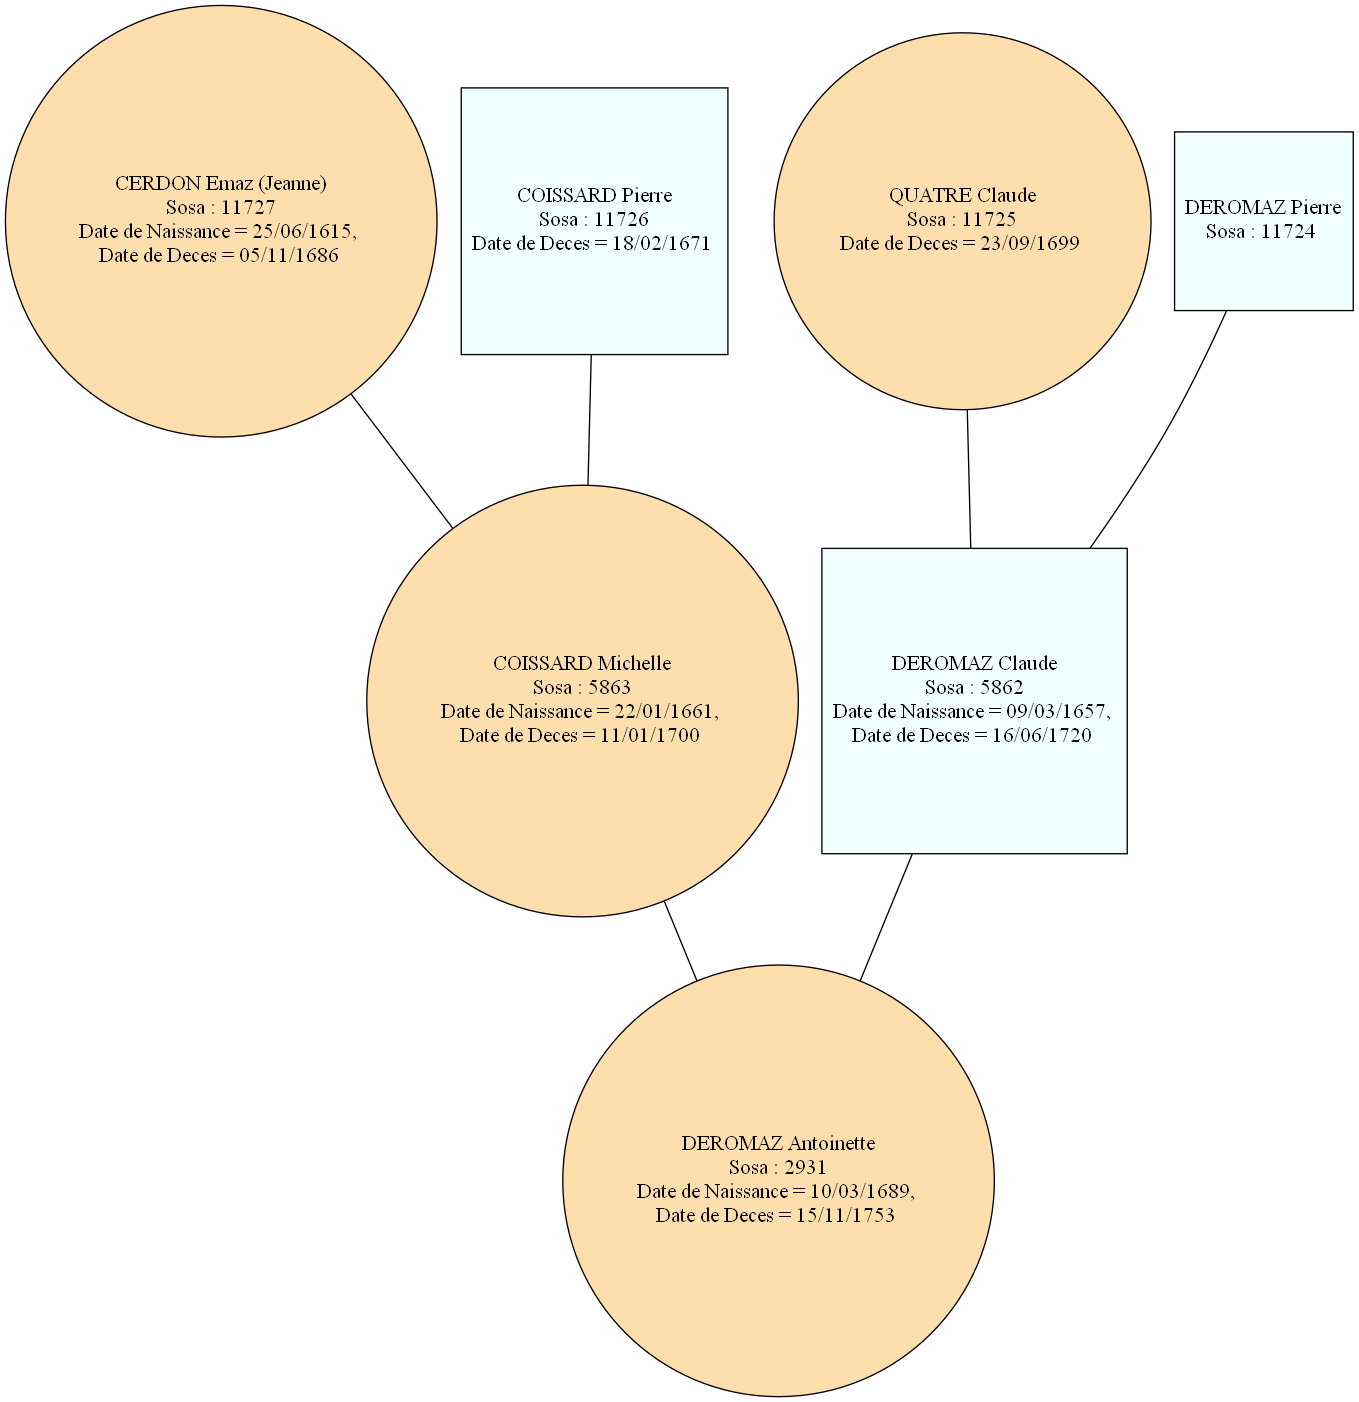 CERDON Emaz (Jeanne)
Sosa : 11727
Date de Naissance = 25/06/1615,
Date de Deces = 05/11/1686
COISSARD Pierre
Sosa : 11726
Date de Deces = 18/02/1671
QUATRE Claude
Sosa : 11725
Date de Deces = 23/09/1699
DEROMAZ Pierre
Sosa : 11724
COISSARD Michelle
Sosa : 5863
Date de Naissance = 22/01/1661,
Date de Deces = 11/01/1700
DEROMAZ Claude
Sosa : 5862
Date de Naissance = 09/03/1657,
Date de Deces = 16/06/1720
DEROMAZ Antoinette
Sosa : 2931
Date de Naissance = 10/03/1689,
Date de Deces = 15/11/1753